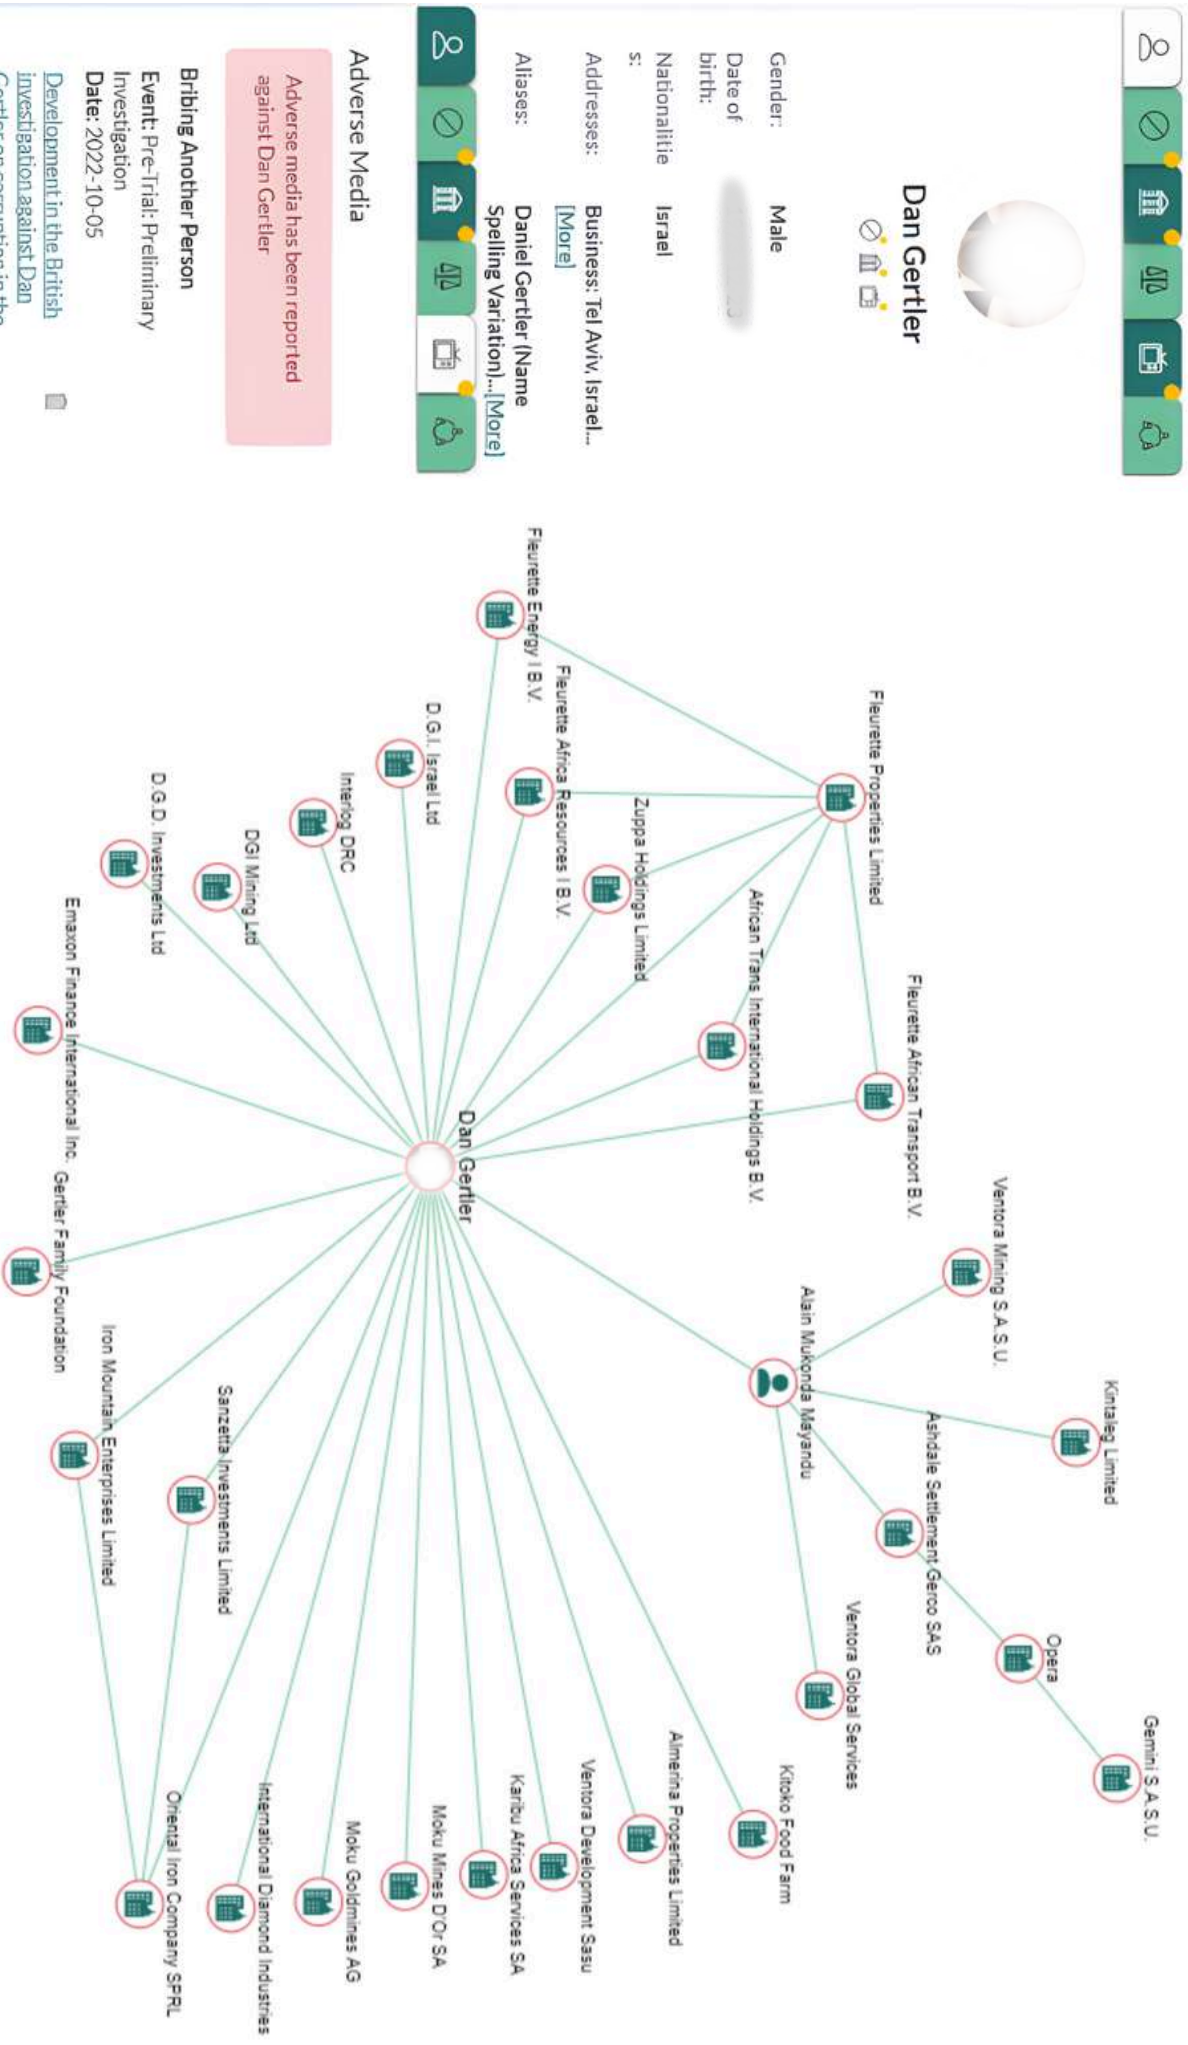 Dan Gertler
Gender:
Male
Date of
birth:
Nationalitie
s:
Israel
Addresses:
Business: Tel Aviv, Israel...
[More]
Aliases:
Daniel Gertler (Name
Spelling Variation)...[More]
Adverse Media
Adverse media has been reported
against Dan Gertler
Bribing Another Person
Event: Pre-Trial: Preliminary
Investigation
Date: 2022-10-05
Development in the British
investigation against Dan
Gertler on corruption in the
Gemini S.A.S.U.
Kintaleg Limited
Opera
Ventora Mining S.A.S.U.
Ashdale Settlement Gerco SAS
Fleurette African Transport B.V.
Fleurette Properties Limited
Ventora Global Services
Alain Mukonda Mayandu
Kitoko Food Farm
African Trans International Holdings B.V.
Almerina Properties Limited
Zuppa Holdings Limited
Ventora Development Sasu
Fleurette Africa Resources I B.V.
Fleurette Energy I B.V.
Karibu Africa Services SA
Dan Gertler
Moku Mines D'Or SA
D.G.I. Israel Ltd
Moku Goldmines AG
Interlog DRC
International Diamond Industries
DGI Mining Ltd
Sanzetta Investments Limited
Oriental Iron Company SPRL
D.G.D. Investments Ltd
Iron Mountain Enterprises Limited
Emaxon Finance International Inc.
Gertler Family Foundation